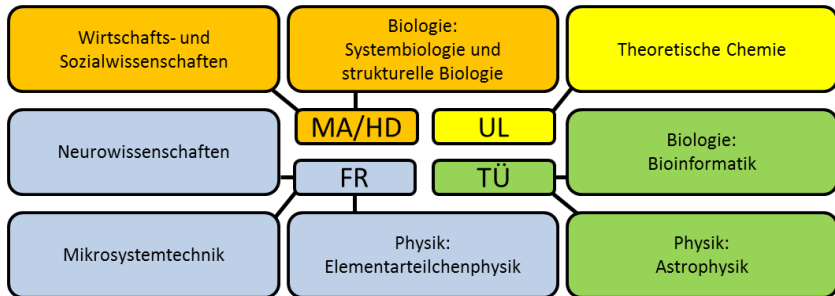 Wirtschafts- und
Sozialwissenschaften
Biologie:
Systembiologie und
strukturelle Biologie
Theoretische Chemie
MA/HD
UL
Neurowissenschaften
Biologie:
Bioinformatik
FR
TÜ
Mikrosystemtechnik
Physik:
Elementarteilchenphysik
Physik:
Astrophysik